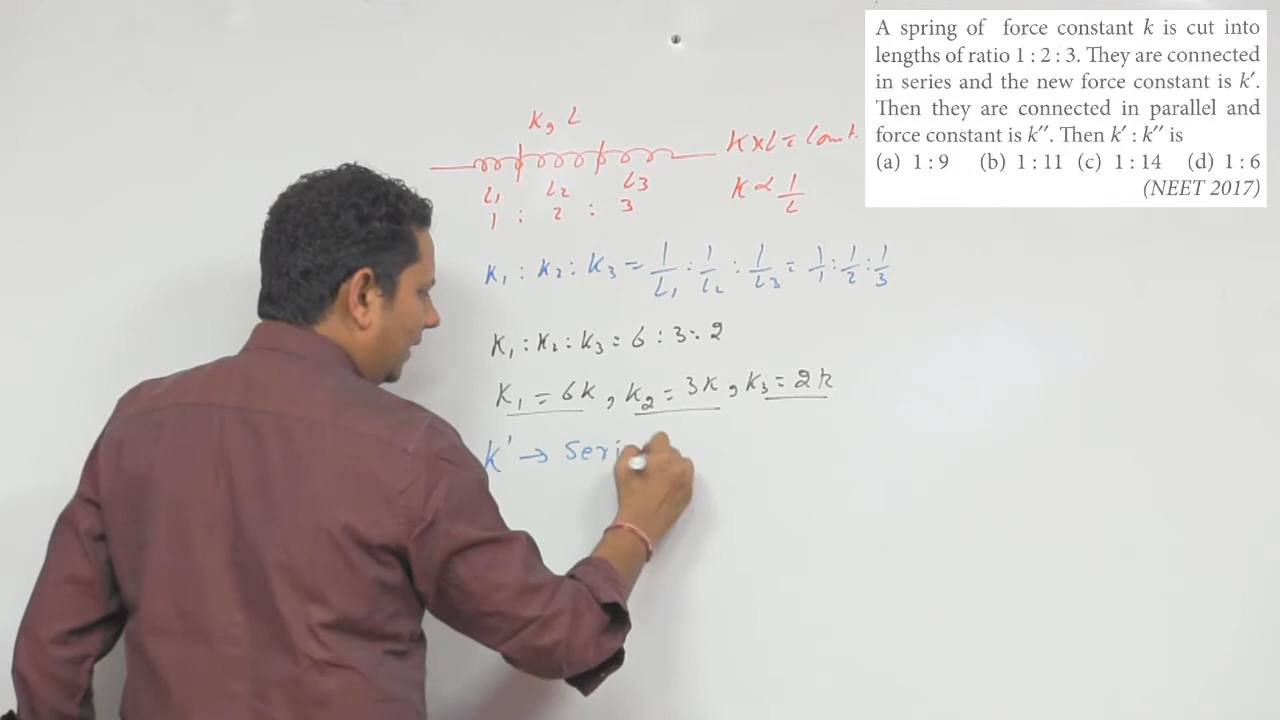 A spring of force constant k is cut into
lengths of ratio 1 : 2 : 3. They are connected
in series and the new force constant is k′.
Then they are connected in parallel and
force constant is k″. Then k′ : k″ is
(a) 1 : 9 (b) 1 : 11 (c) 1 : 14 (d) 1 : 6
(NEET 2017)
K, L
K×L = Const.
L₁ L₂ L₃
K ∝ 1/L
1 : 2 : 3
K₁ : K₂ : K₃ = 1/L₁ : 1/L₂ : 1/L₃ = 1/1 : 1/2 : 1/3
K₁ : K₂ : K₃ = 6 : 3 : 2
K₁ = 6K, K₂ = 3K, K₃ = 2K
K′ → Seri